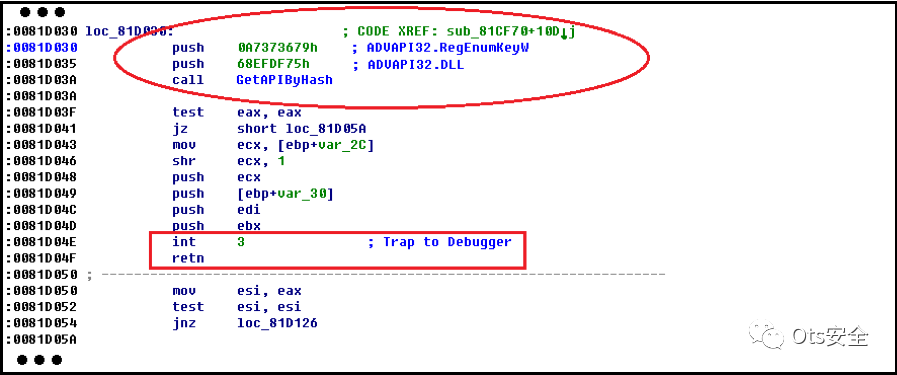 :0081D030 loc_81D030: ; CODE XREF: sub_81CF70+10D↓j
:0081D030 push 0A7373679h ; ADVAPI32.RegEnumKeyW
:0081D035 push 68EFDF75h ; ADVAPI32.DLL
:0081D03A call GetAPIByHash
:0081D03A
:0081D03F test eax, eax
:0081D041 jz short loc_81D05A
:0081D043 mov ecx, [ebp+var_2C]
:0081D046 shr ecx, 1
:0081D048 push ecx
:0081D049 push [ebp+var_30]
:0081D04C push edi
:0081D04D push ebx
:0081D04E int 3 ; Trap to Debugger
:0081D04F retn
:0081D050 ; ---------------------------------------------------------------------------
:0081D050 mov esi, eax
:0081D052 test esi, esi
:0081D054 jnz loc_81D126
:0081D05A
Ots安全